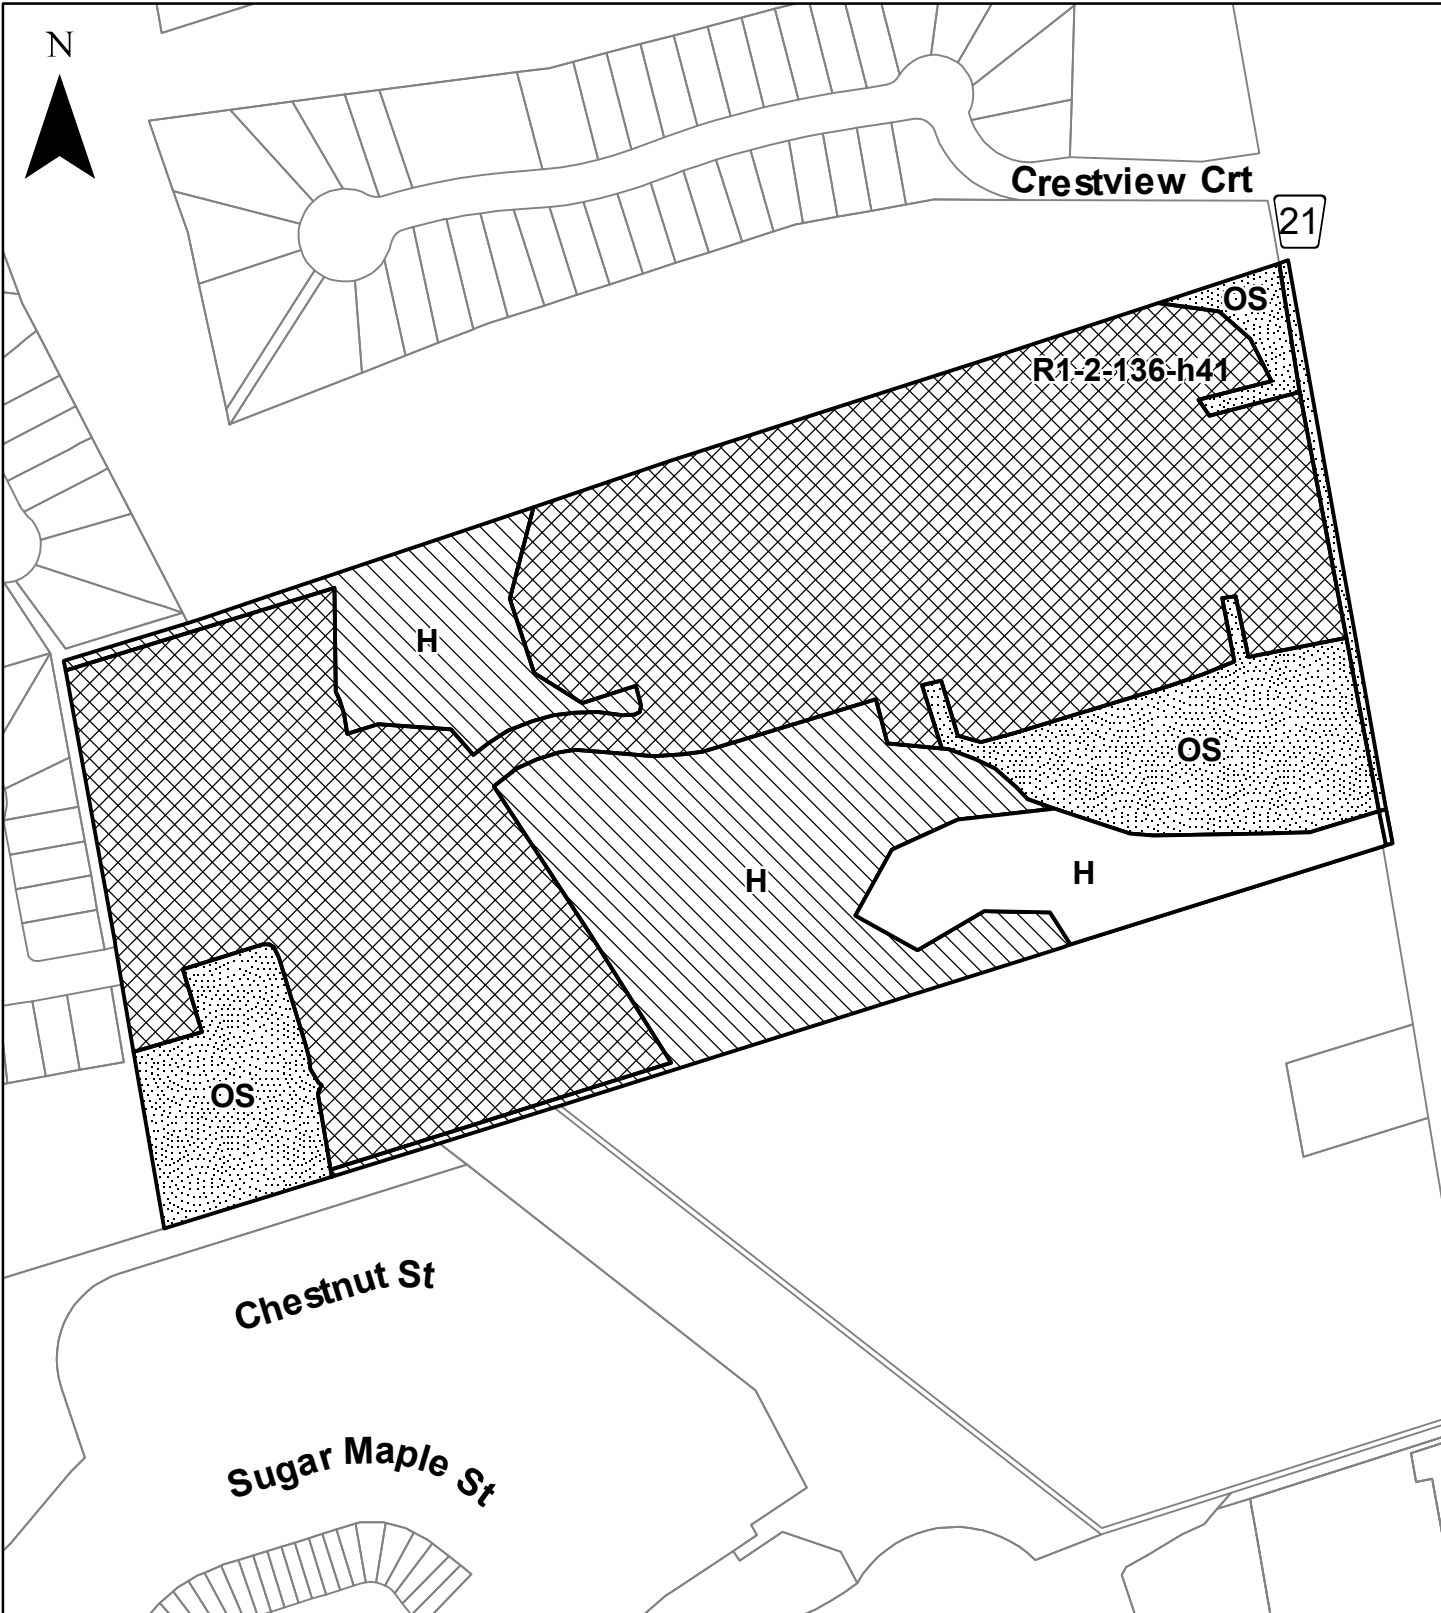 N
Crestview Crt
21
OS
R1-2-136-h41
H
OS
H
H
OS
Chestnut St
Sugar Maple St